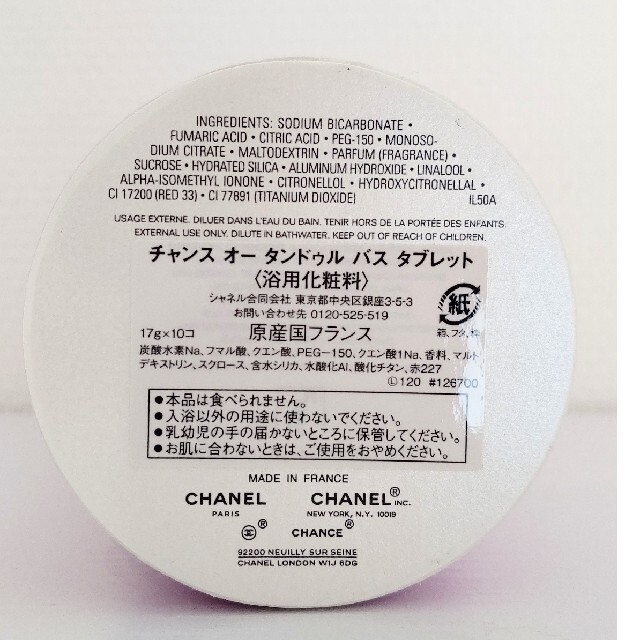 INGREDIENTS: SODIUM BICARBONATE •
FUMARIC ACID • CITRIC ACID • PEG-150 • MONOSO-
DIUM CITRATE • MALTODEXTRIN • PARFUM (FRAGRANCE) •
SUCROSE • HYDRATED SILICA • ALUMINUM HYDROXIDE • LINALOOL •
ALPHA-ISOMETHYL IONONE • CITRONELLOL • HYDROXYCITRONELLAL •
CI 17200 (RED 33) • CI 77891 (TITANIUM DIOXIDE) IL50A
USAGE EXTERNE. DILUER DANS L'EAU DU BAIN. TENIR HORS DE LA PORTÉE DES ENFANTS.
EXTERNAL USE ONLY. DILUTE IN BATHWATER. KEEP OUT OF REACH OF CHILDREN.
チャンス オー タンドゥル バス タブレット
〈浴用化粧料〉
シャネル合同会社 東京都中央区銀座3-5-3
お問い合わせ先 0120-525-519
紙
17g×10コ 原産国フランス
箱、フタ、枠
炭酸水素Na、フマル酸、クエン酸、PEG-150、クエン酸1Na、香料、マルト
デキストリン、スクロース、含水シリカ、水酸化Al、酸化チタン、赤227
Ⓛ120 #126700
●本品は食べられません。
●入浴以外の用途に使わないでください。
●乳幼児の手の届かないところに保管してください。
●お肌に合わないときは、ご使用をおやめください。
MADE IN FRANCE
CHANEL CHANEL® INC.
PARIS NEW YORK, N.Y. 10019
® CHANCE®
92200 NEUILLY SUR SEINE
CHANEL LONDON W1J 6DG